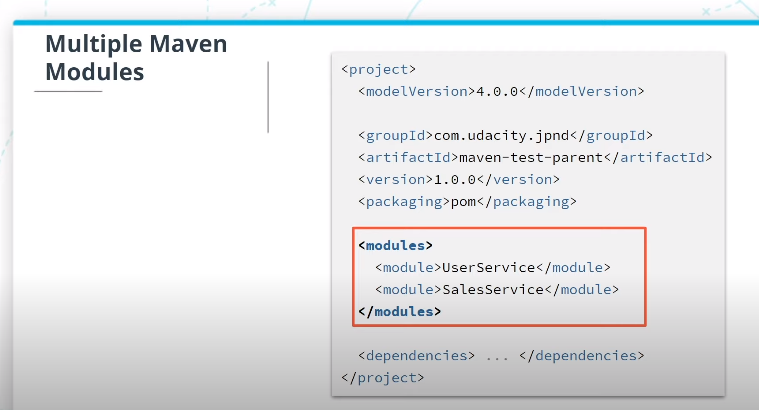 Multiple Maven
Modules
<project>
<modelVersion>4.0.0</modelVersion>
<groupId>com.udacity.jpnd</groupId>
<artifactId>maven-test-parent</artifactId>
<version>1.0.0</version>
<packaging>pom</packaging>
<modules>
<module>UserService</module>
<module>SalesService</module>
</modules>
<dependencies> ... </dependencies>
</project>